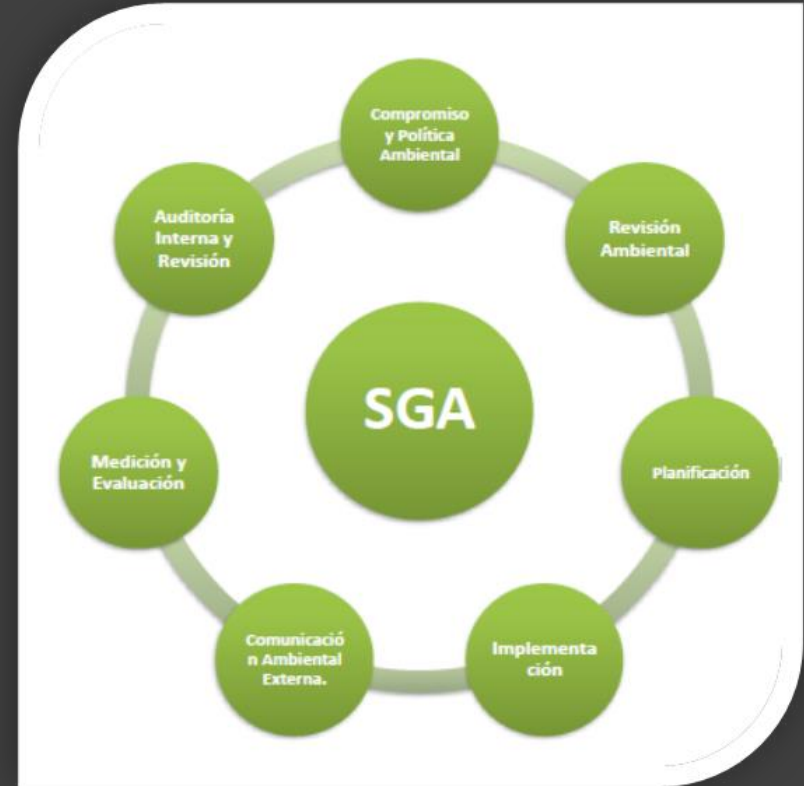 Compromiso
y Política
Ambiental
Revisión
Ambiental
Planificación
Implementa
ción
Comunicació
n Ambiental
Externa.
Medición y
Evaluación
Auditoría
Interna y
Revisión
SGA